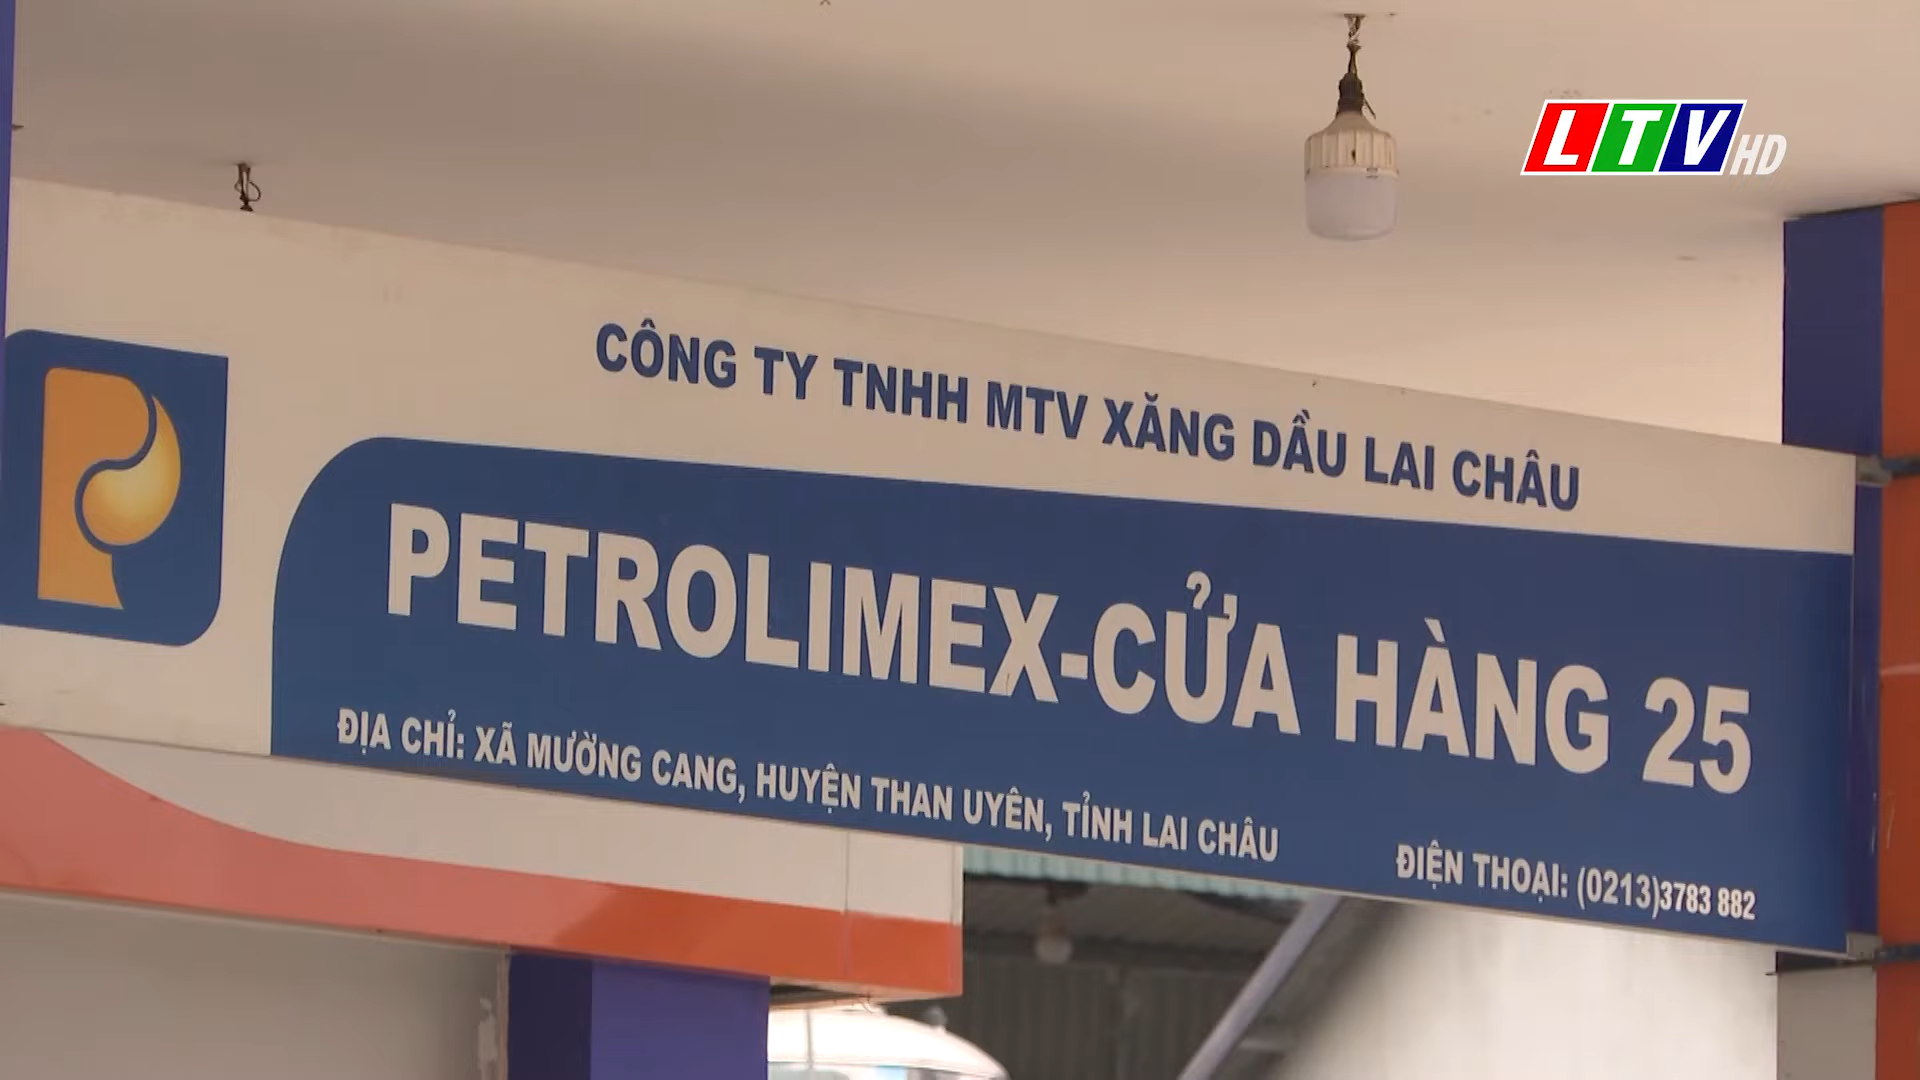 LTV HD
CÔNG TY TNHH MTV XĂNG DẦU LAI CHÂU
PETROLIMEX-CỬA HÀNG 25
ĐỊA CHỈ: XÃ MƯỜNG CANG, HUYỆN THAN UYÊN, TỈNH LAI CHÂU
ĐIỆN THOẠI: (0213)3783 882